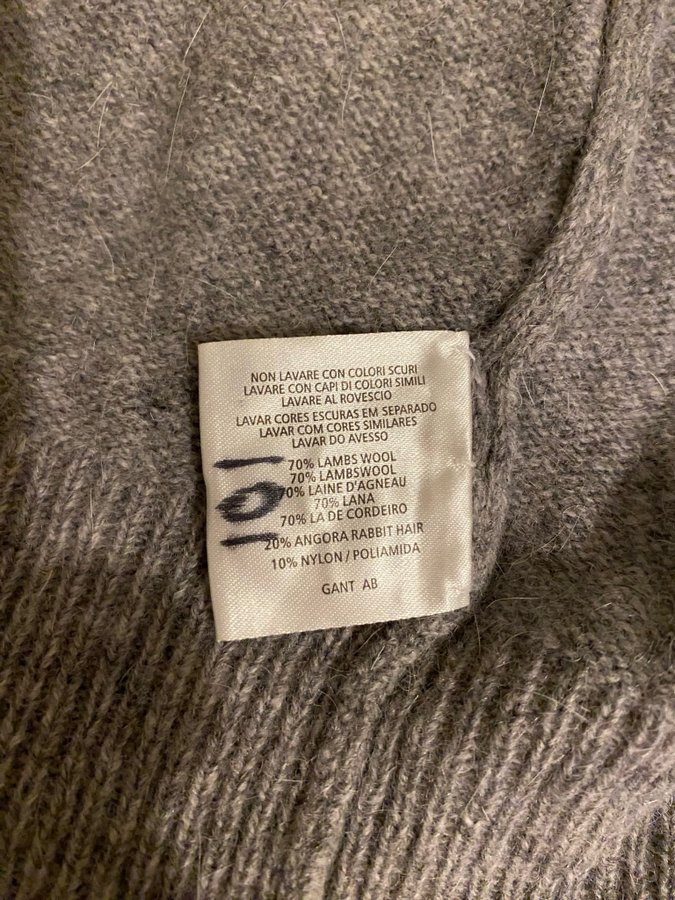 NON LAVARE CON COLORI SCURI
LAVARE CON CAPI DI COLORI SIMILI
LAVARE AL ROVESCIO
LAVAR CORES ESCURAS EM SEPARADO
LAVAR COM CORES SIMILARES
LAVAR DO AVESSO
70% LAMBS WOOL
70% LAMBSWOOL
70% LAINE D'AGNEAU
70% LANA
70% LA DE CORDEIRO
20% ANGORA RABBIT HAIR
10% NYLON / POLIAMIDA
GANT AB
101